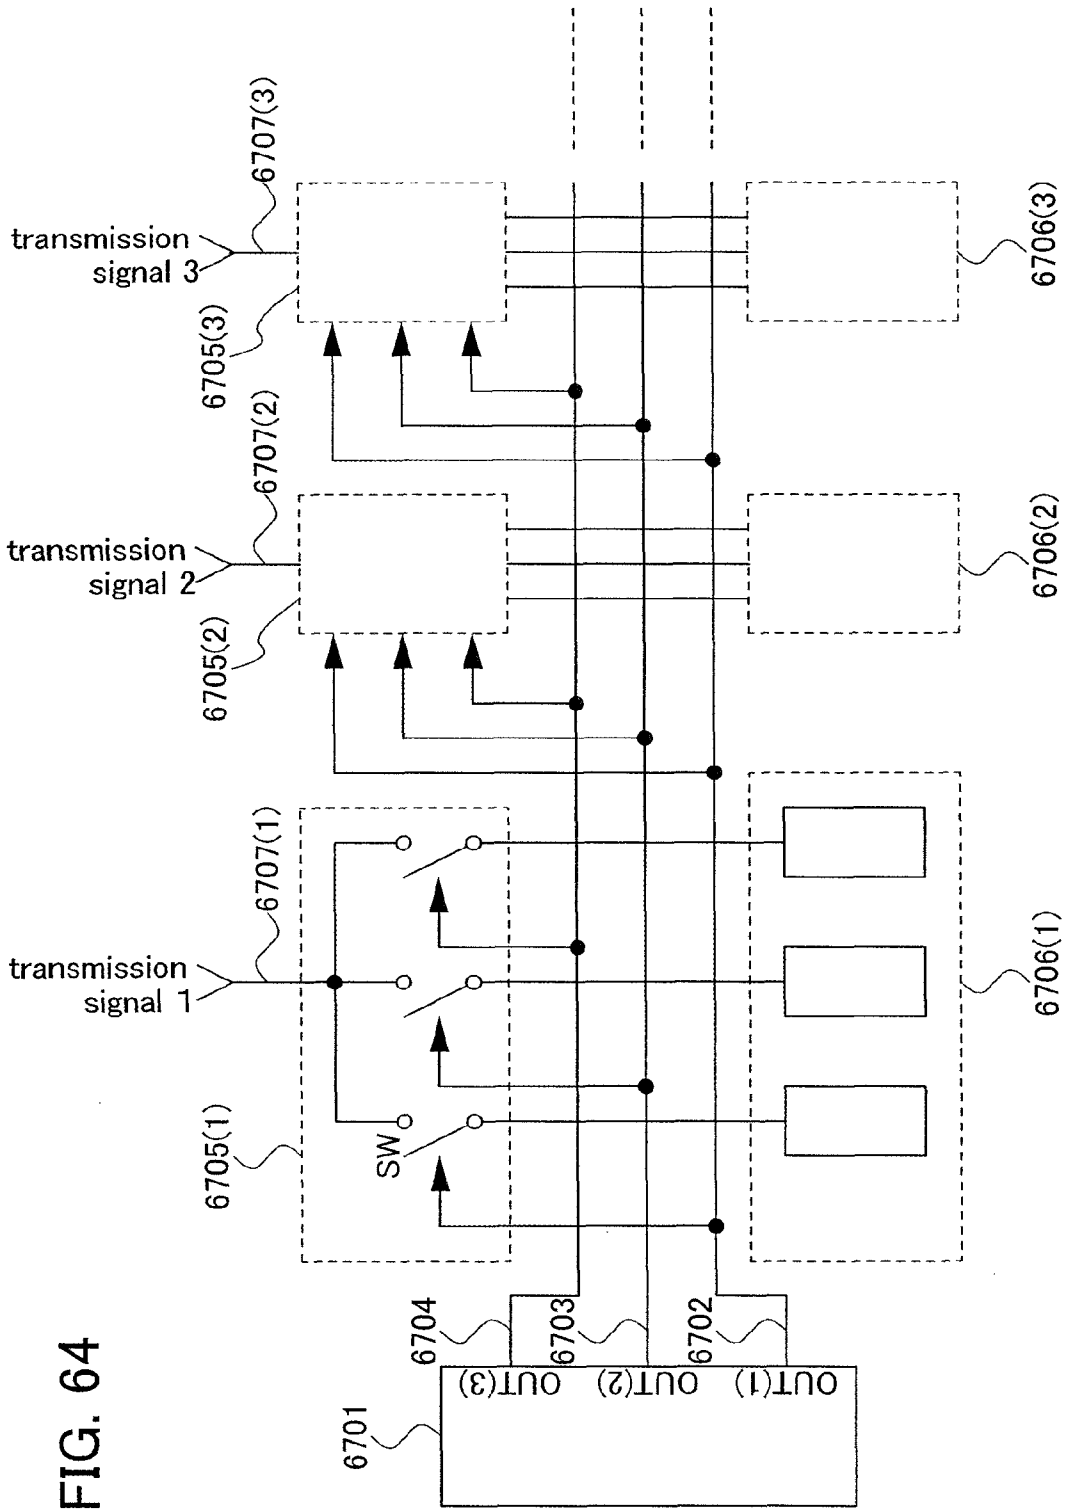 FIG. 64
transmission
signal 3
6707(3)
6705(3)
6706(3)
transmission
signal 2
6707(2)
6705(2)
6706(2)
transmission
signal 1
6707(1)
6705(1)
SW
6706(1)
6704
6703
6702
6701
OUT(3)
OUT(2)
OUT(1)